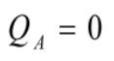 Q_A = 0